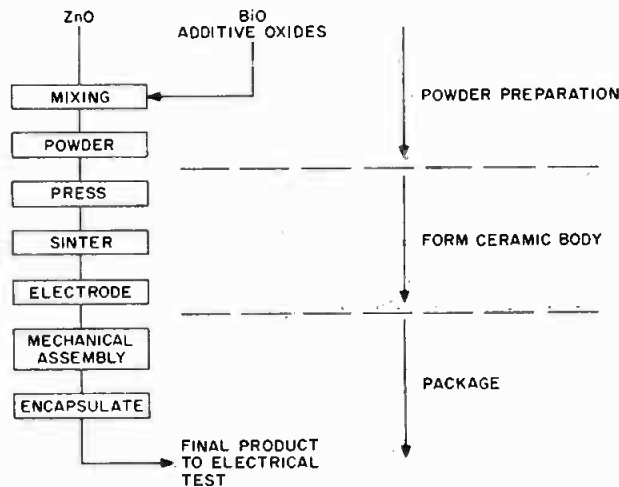 ZnO
BiO
ADDITIVE OXIDES
MIXING
POWDER PREPARATION
POWDER
PRESS
SINTER
FORM CERAMIC BODY
ELECTRODE
MECHANICAL
ASSEMBLY
PACKAGE
ENCAPSULATE
FINAL PRODUCT
TO ELECTRICAL
TEST